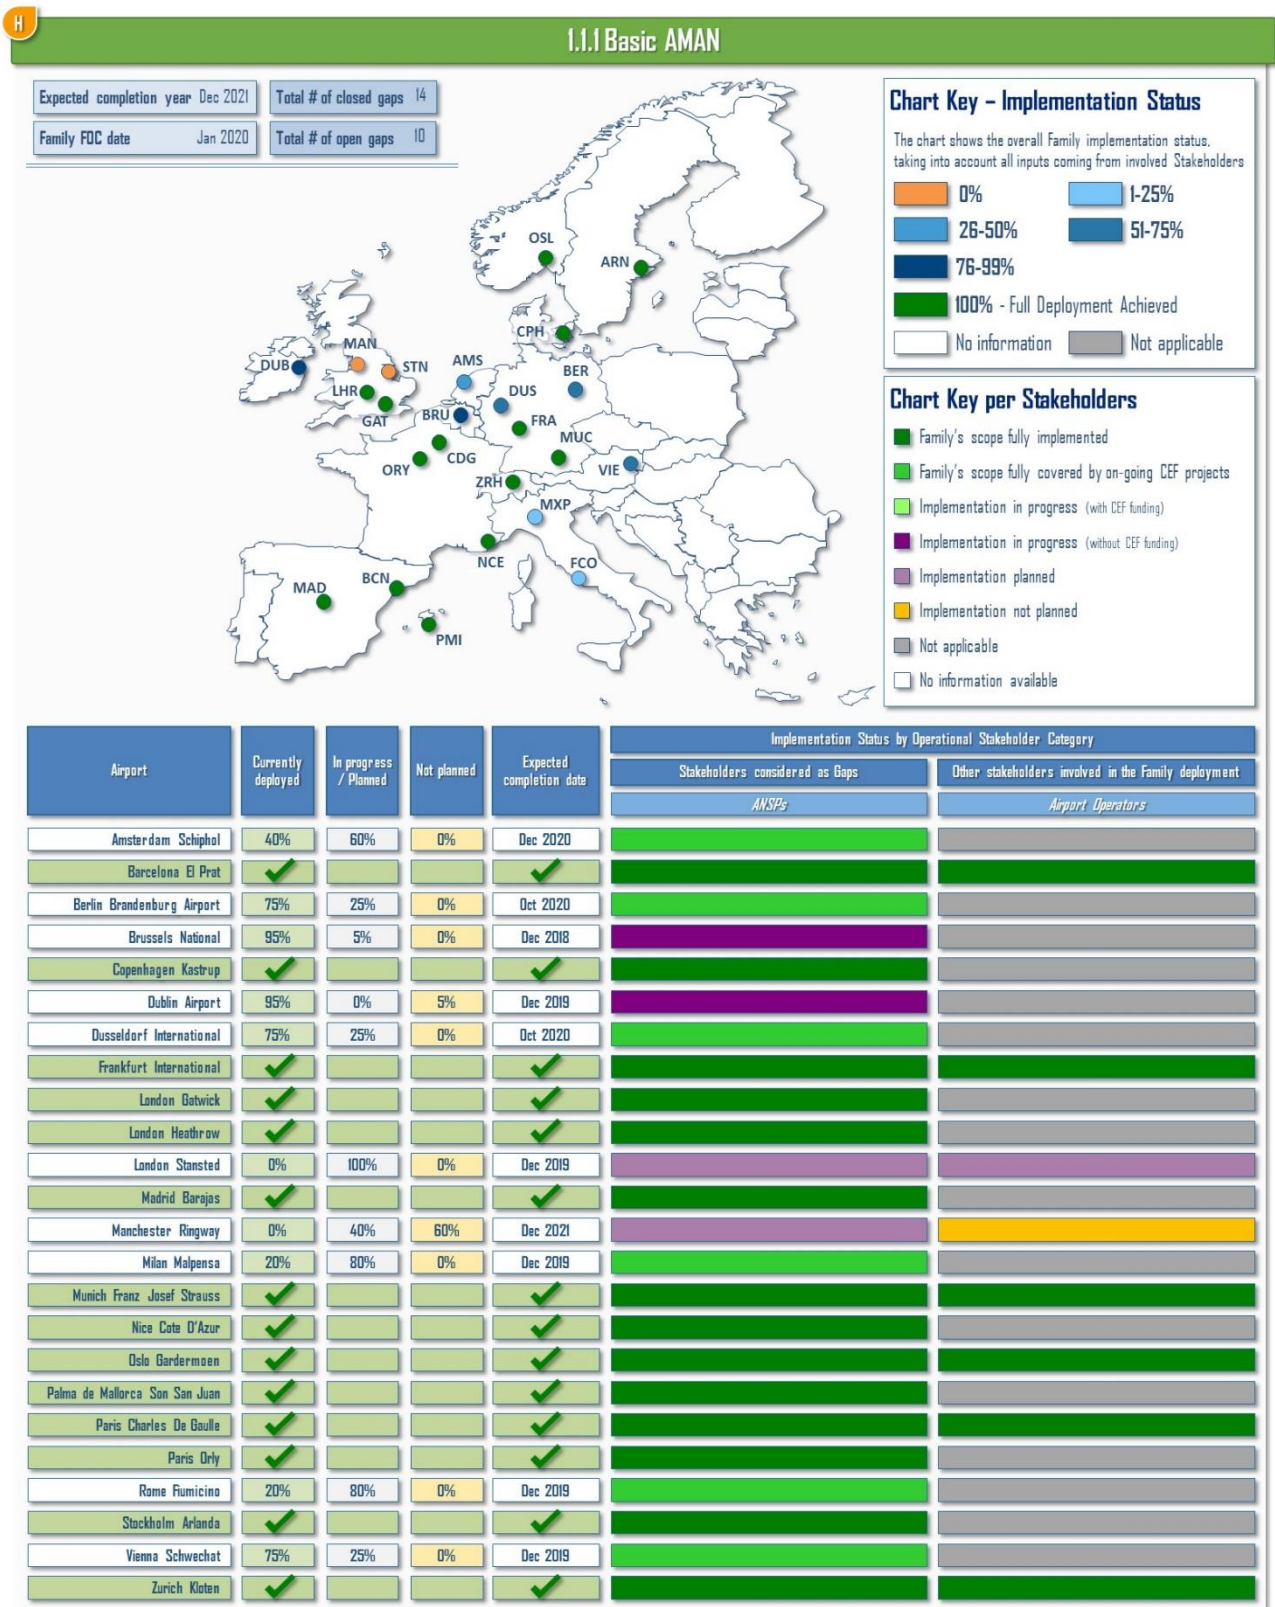 H
1.1.1 Basic AMAN
Expected completion year Dec 2021
Total # of closed gaps 14
Family FOC date Jan 2020
Total # of open gaps 10
Chart Key – Implementation Status
The chart shows the overall Family implementation status,
taking into account all inputs coming from involved Stakeholders
0% 1-25%
26-50% 51-75%
76-99%
100% - Full Deployment Achieved
No information Not applicable
Chart Key per Stakeholders
Family's scope fully implemented
Family's scope fully covered by on-going CEF projects
Implementation in progress (with CEF funding)
Implementation in progress (without CEF funding)
Implementation planned
Implementation not planned
Not applicable
No information available
OSL
ARN
CPH
MAN
DUB
STN
AMS
BER
LHR
DUS
GAT
BRU
FRA
MUC
CDG
ORY
VIE
ZRH
MXP
NCE
FCO
BCN
MAD
PMI
Airport
Currently
deployed
In progress
/ Planned
Not planned
Expected
completion date
Implementation Status by Operational Stakeholder Category
Stakeholders considered as Gaps
Other stakeholders involved in the Family deployment
ANSPs
Airport Operators
Amsterdam Schiphol 40% 60% 0% Dec 2020
Barcelona El Prat
Berlin Brandenburg Airport 75% 25% 0% Oct 2020
Brussels National 95% 5% 0% Dec 2018
Copenhagen Kastrup
Dublin Airport 95% 0% 5% Dec 2019
Dusseldorf International 75% 25% 0% Oct 2020
Frankfurt International
London Gatwick
London Heathrow
London Stansted 0% 100% 0% Dec 2019
Madrid Barajas
Manchester Ringway 0% 40% 60% Dec 2021
Milan Malpensa 20% 80% 0% Dec 2019
Munich Franz Josef Strauss
Nice Cote D'Azur
Oslo Gardermoen
Palma de Mallorca Son San Juan
Paris Charles De Gaulle
Paris Orly
Rome Fiumicino 20% 80% 0% Dec 2019
Stockholm Arlanda
Vienna Schwechat 75% 25% 0% Dec 2019
Zurich Kloten